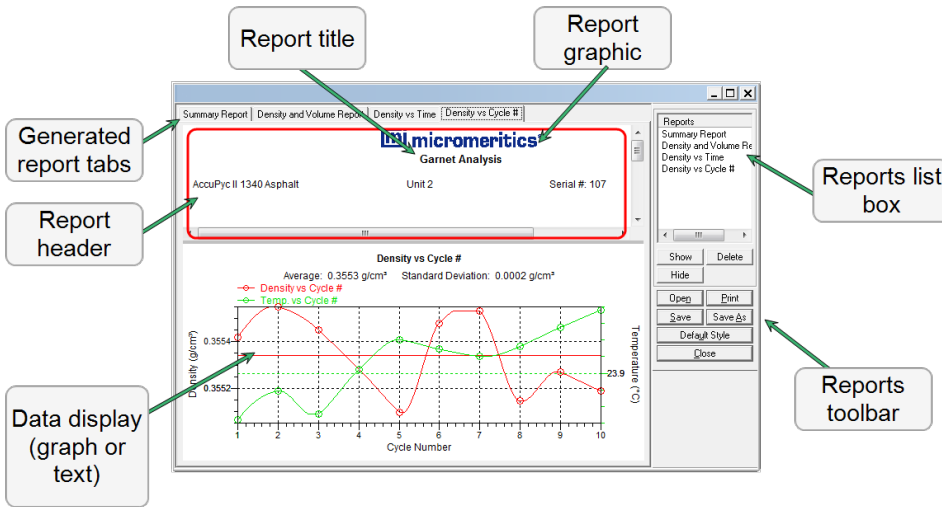 Report title
Report
graphic
Generated
report tabs
Report
header
Data display
(graph or
text)
Reports list
box
Reports
toolbar
Summary Report
Density and Volume Report
Density vs Time
Density vs Cycle #
micromeritics
Garnet Analysis
AccuPyc II 1340 Asphalt
Unit 2
Serial #: 107
Density vs Cycle #
Average: 0.3553 g/cm³ Standard Deviation: 0.0002 g/cm³
Density vs Cycle #
Temp. vs Cycle #
Density (g/cm³)
0.3554
0.3552
Temperature (°C)
23.9
1 2 3 4 5 6 7 8 9 10
Cycle Number
Reports
Summary Report
Density and Volume Re
Density vs Time
Density vs Cycle #
Show
Delete
Hide
Open
Print
Save
Save As
Default Style
Close